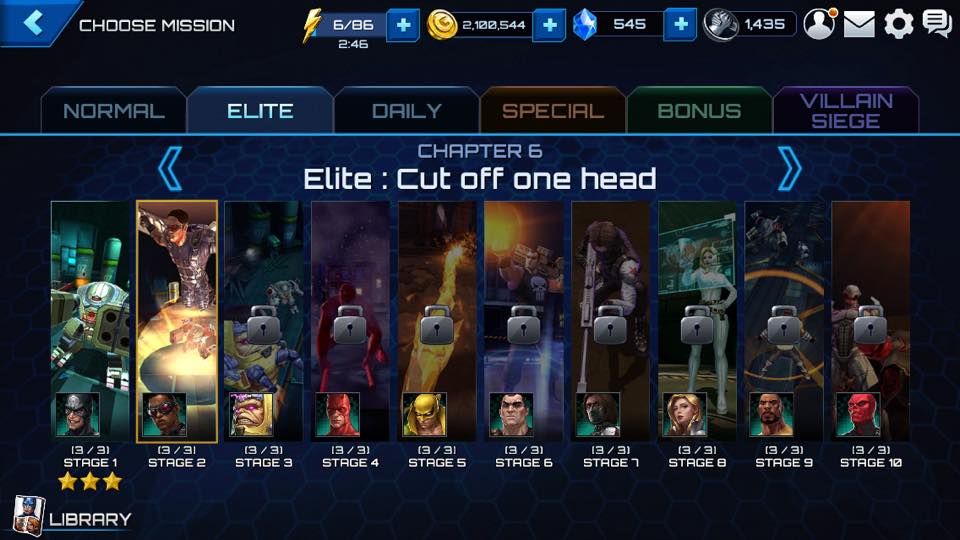 CHOOSE MISSION
6/86
2:46
2,100,544
545
1,435
NORMAL
ELITE
DAILY
SPECIAL
BONUS
VILLAIN
SIEGE
CHAPTER 6
Elite : Cut off one head
(3 / 3) (3 / 3) (3 / 3) (3 / 3) (3 / 3) (3 / 3) (3 / 3) (3 / 3) (3 / 3) (3 / 3)
STAGE 1 STAGE 2 STAGE 3 STAGE 4 STAGE 5 STAGE 6 STAGE 7 STAGE 8 STAGE 9 STAGE 10
LIBRARY